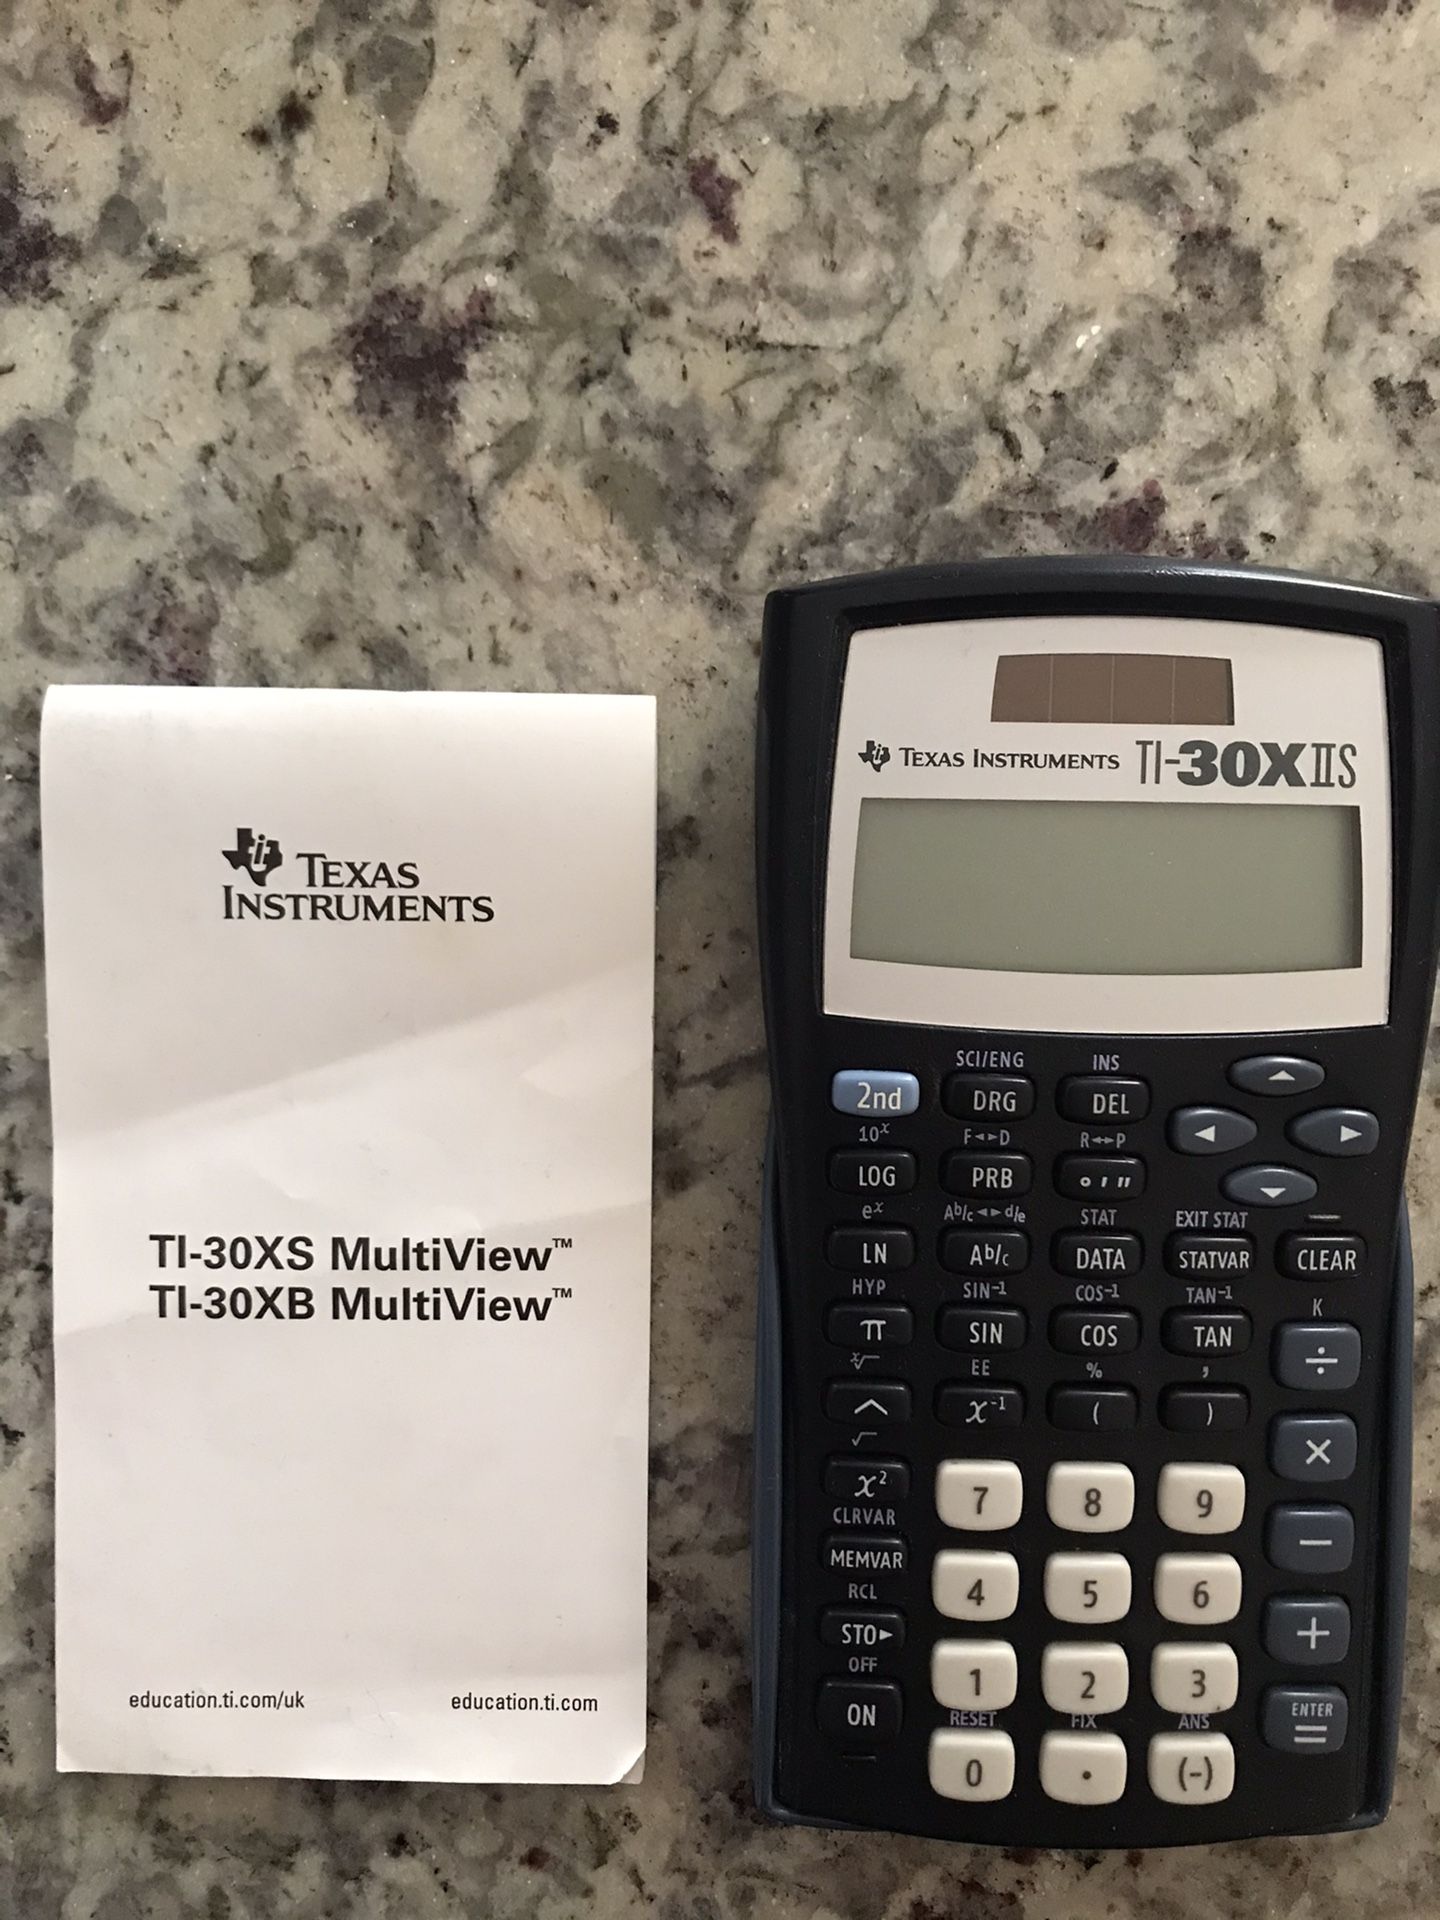 TEXAS
INSTRUMENTS
TI-30XS MultiView™
TI-30XB MultiView™
education.ti.com/uk education.ti.com
TEXAS INSTRUMENTS TI-30X IIS
SCI/ENG INS
2nd DRG DEL
10ˣ F◄►D R◄►P
LOG PRB ° ' "
eˣ Ab/c◄►d/e STAT EXIT STAT
LN Ab/c DATA STATVAR CLEAR
HYP SIN⁻¹ COS⁻¹ TAN⁻¹ K
π SIN COS TAN ÷
ˣ√ EE % ,
^ x⁻¹ ( ) ×
√
x² 7 8 9
CLRVAR
MEMVAR 4 5 6 −
RCL
STO► 1 2 3 +
OFF RESET FIX ANS
ON 0 . (-) ENTER =